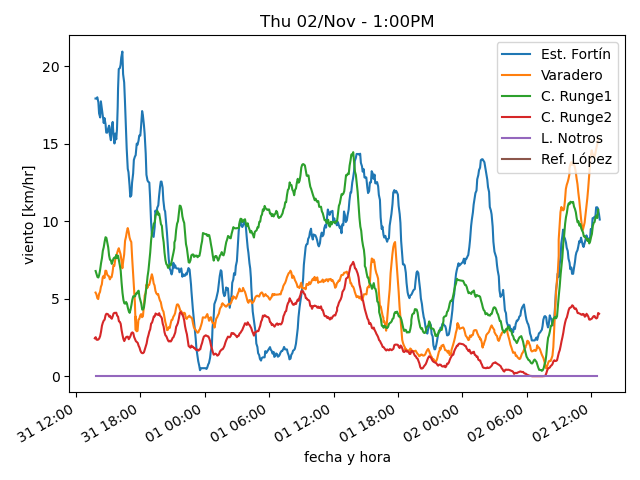 Thu 02/Nov - 1:00PM
viento [km/hr]
20
15
10
5
0
Est. Fortín
Varadero
C. Runge1
C. Runge2
L. Notros
Ref. López
31 12:00
31 18:00
01 00:00
01 06:00
01 12:00
01 18:00
02 00:00
02 06:00
02 12:00
fecha y hora